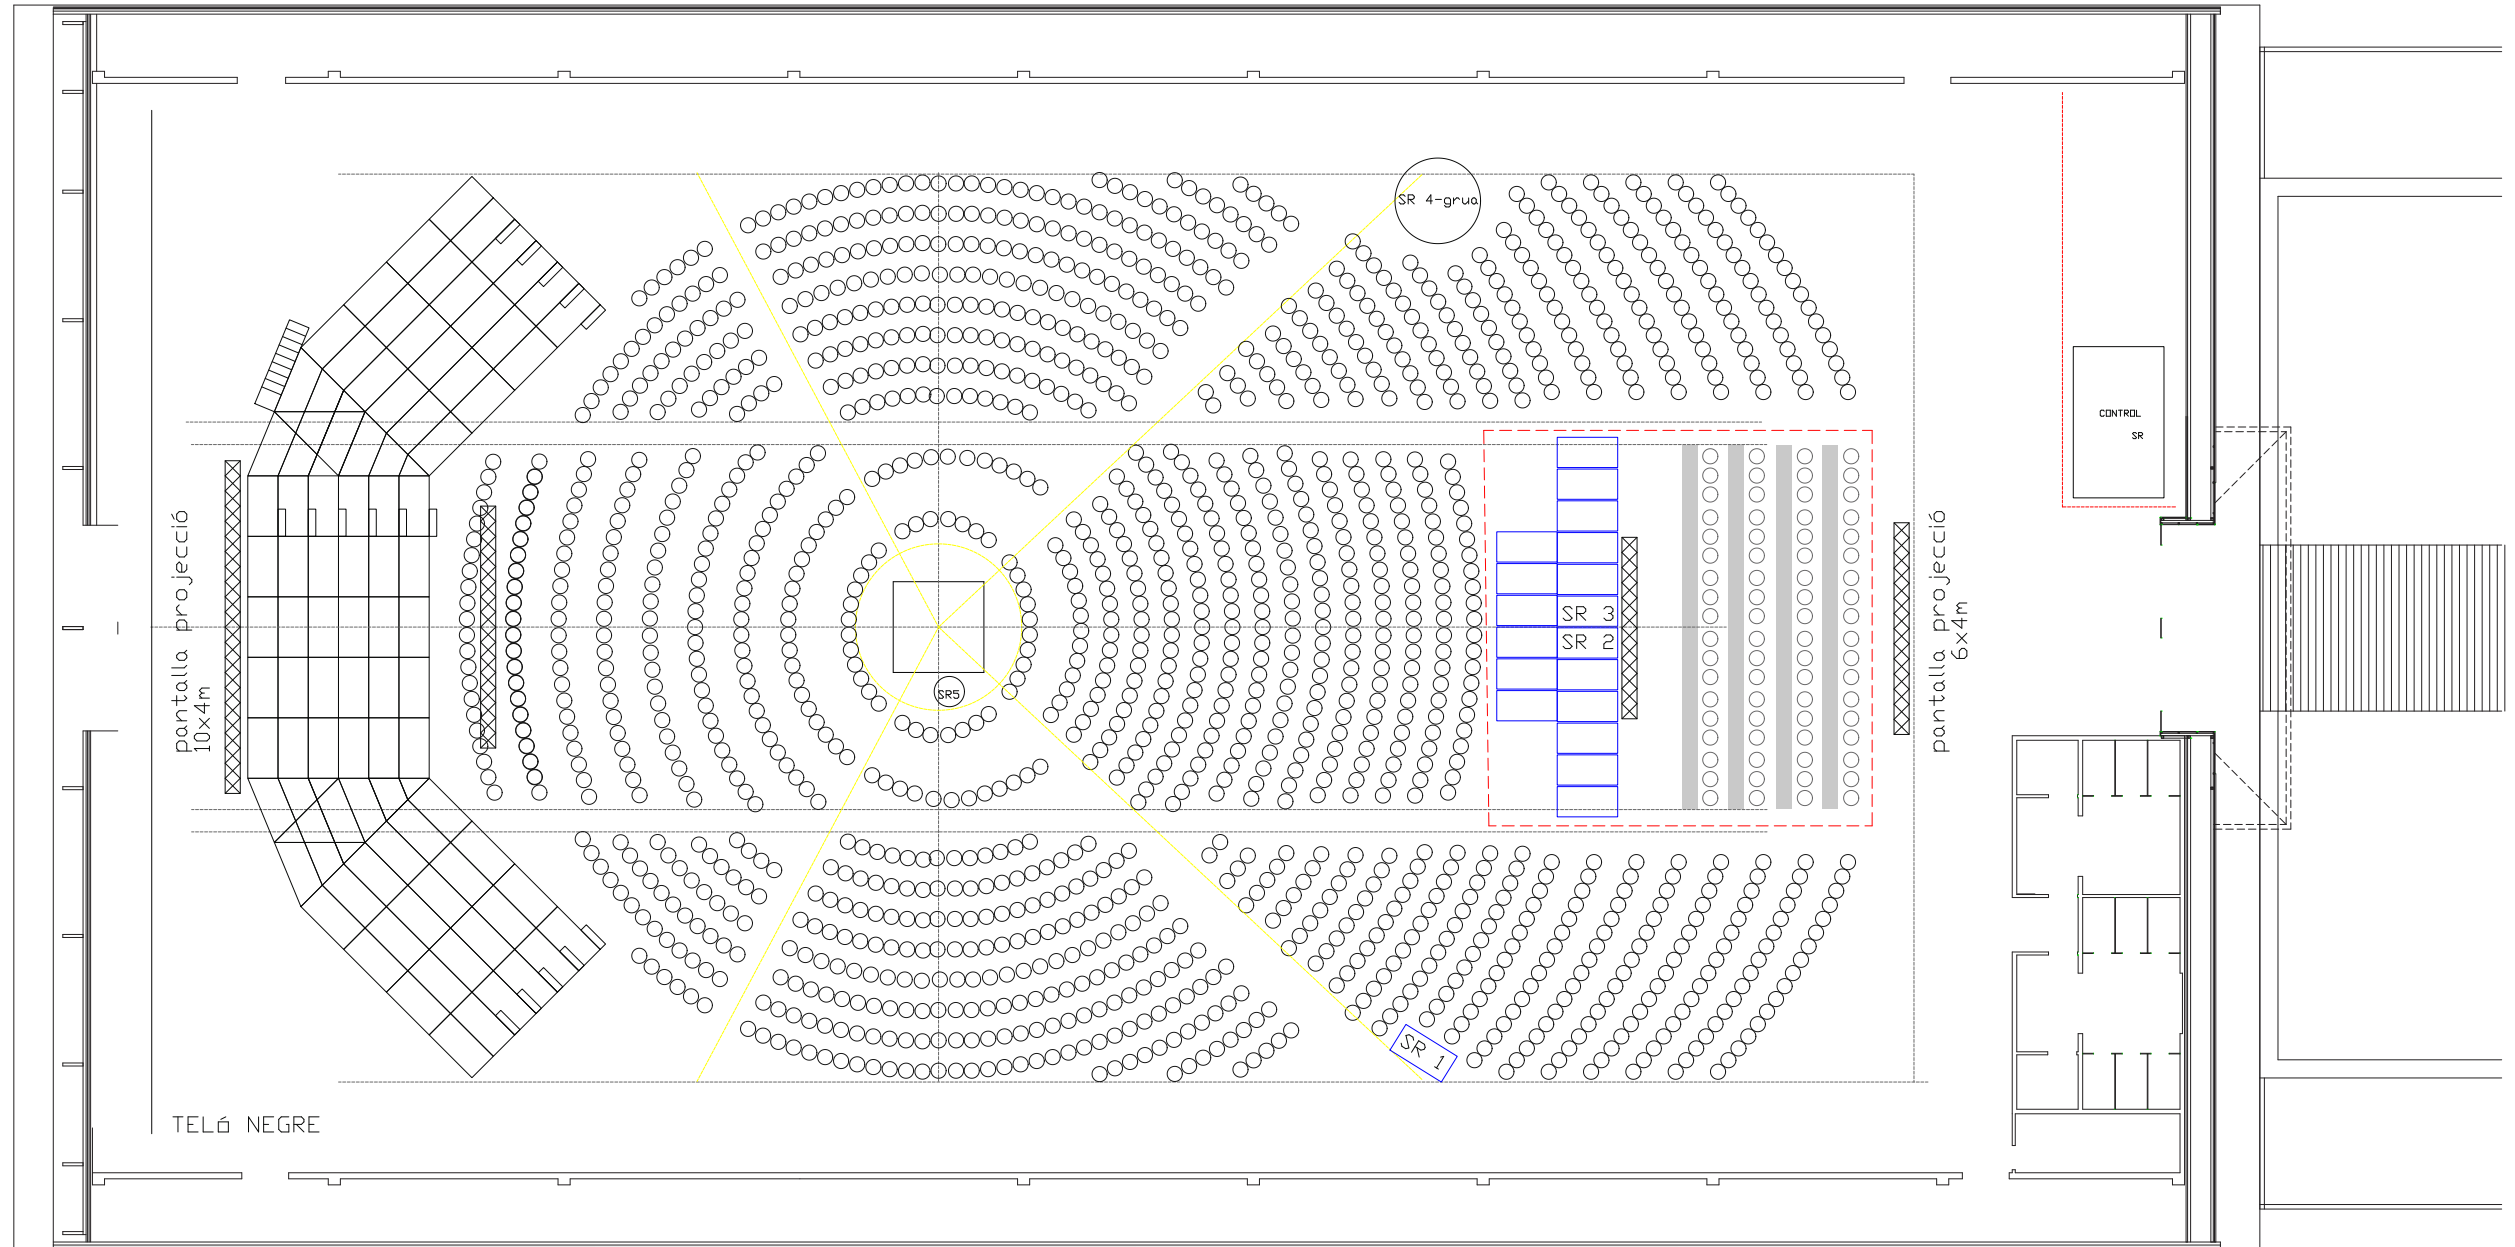 SR 4-grua
CONTROL
SR
pantalla projecció
10x4m
SR 3
SR 2
pantalla projecció
6x4m
SR5
SR 1
TELó NEGRE